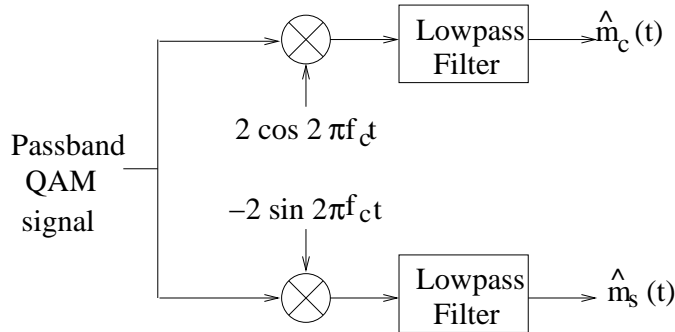 Lowpass
Filter
m̂_c (t)
2 cos 2 πf_c t
Passband
QAM
signal
−2 sin 2πf_c t
Lowpass
Filter
m̂_s (t)